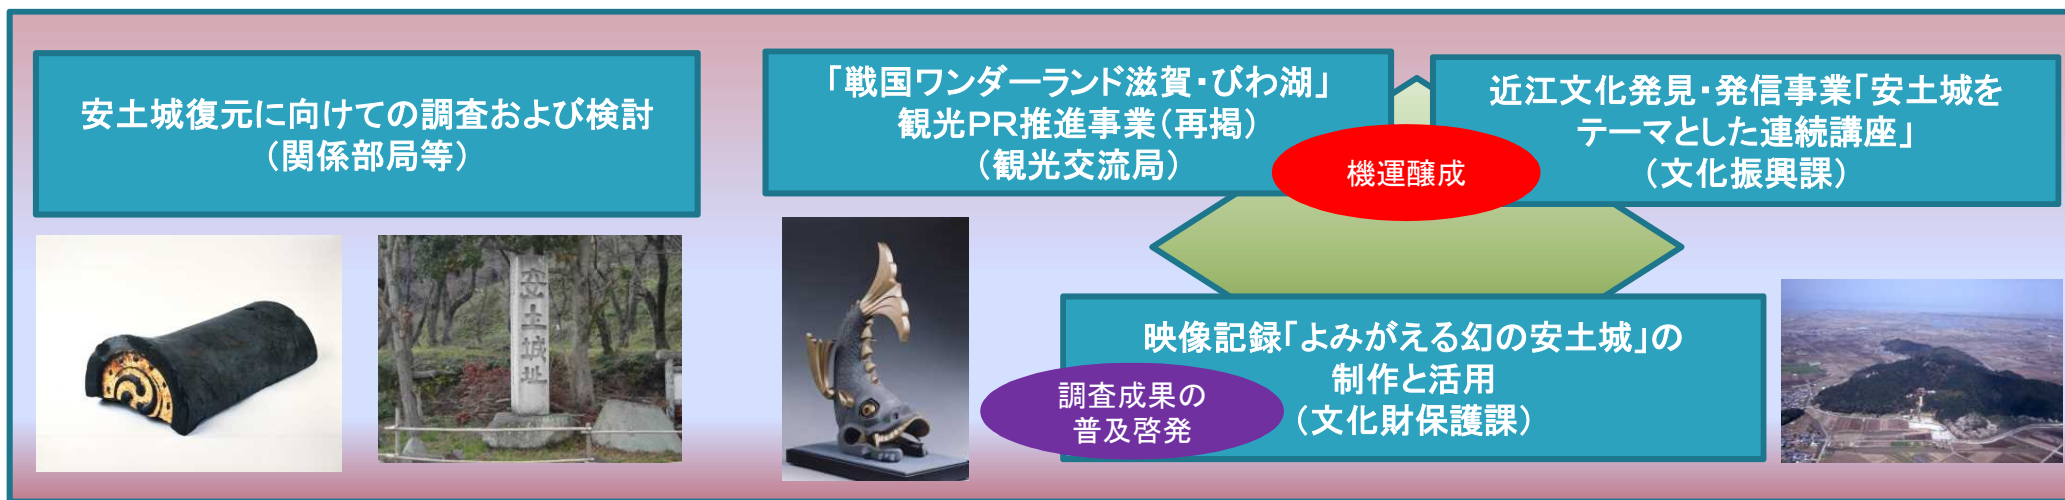 安土城復元に向けての調査および検討
（関係部局等）
「戦国ワンダーランド滋賀・びわ湖」
観光PR推進事業（再掲）
（観光交流局）
近江文化発見・発信事業「安土城を
テーマとした連続講座」
（文化振興課）
機運醸成
安土城址
映像記録「よみがえる幻の安土城」の
制作と活用
（文化財保護課）
調査成果の
普及啓発